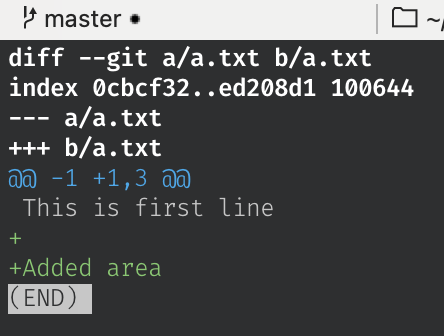 master
~/
diff --git a/a.txt b/a.txt
index 0cbcf32..ed208d1 100644
--- a/a.txt
+++ b/a.txt
@@ -1 +1,3 @@
 This is first line
+
+Added area
(END)